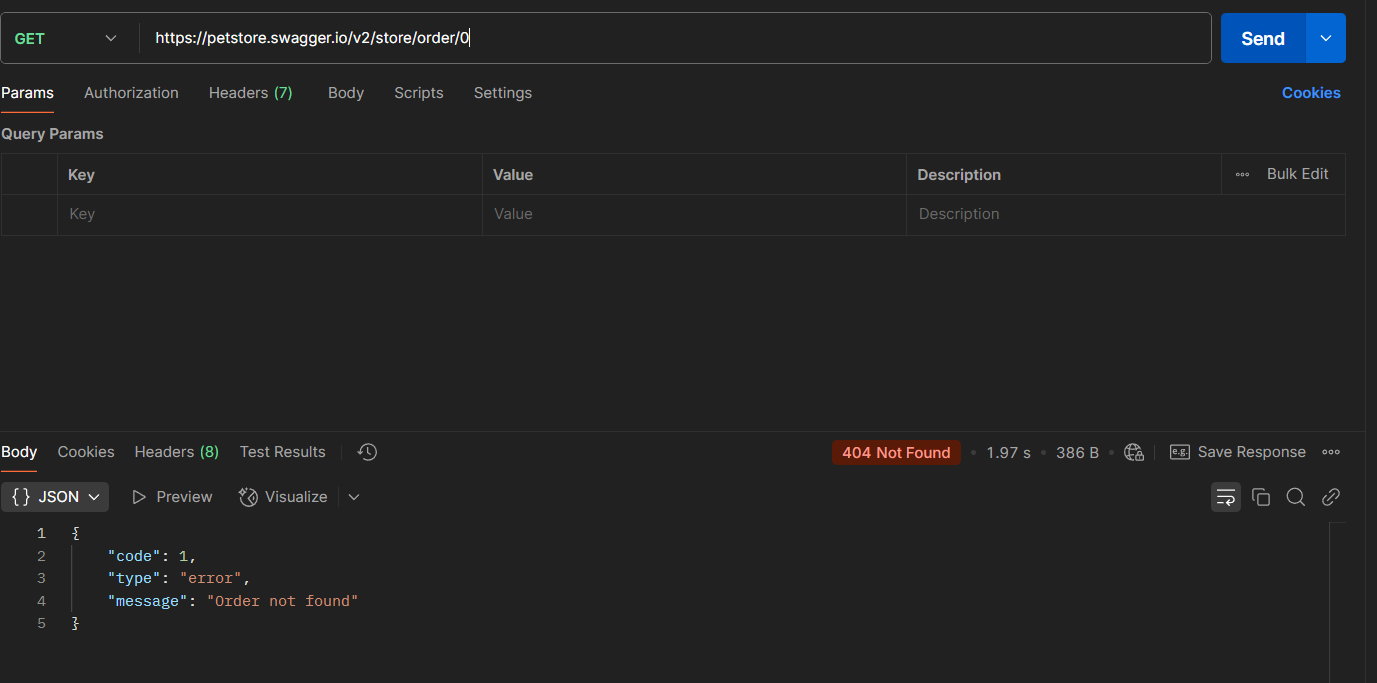 GET https://petstore.swagger.io/v2/store/order/0 Send
Params Authorization Headers (7) Body Scripts Settings Cookies
Query Params
Key Value Description Bulk Edit
Key Value Description
Body Cookies Headers (8) Test Results 404 Not Found • 1.97 s • 386 B • e.g. Save Response
{} JSON Preview Visualize
1 {
2 "code": 1,
3 "type": "error",
4 "message": "Order not found"
5 }